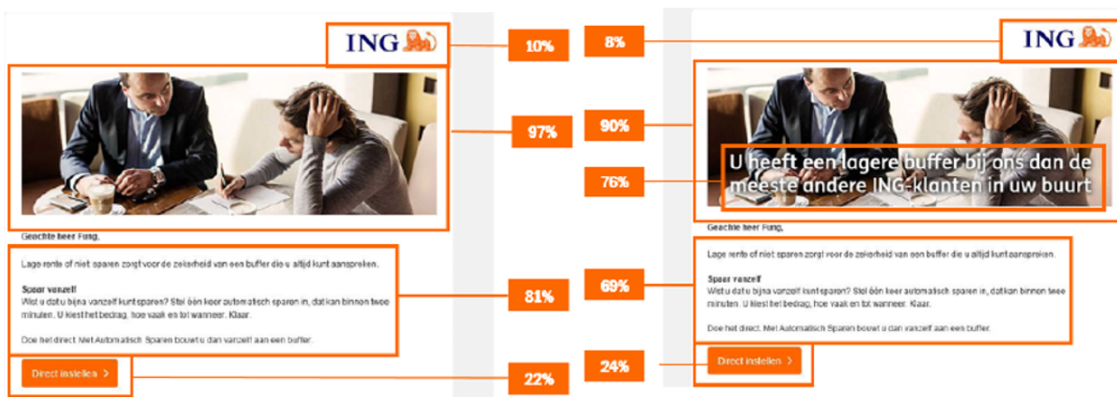 ING
10%
97%
Geachte heer Fung,
Lage rente of niet sparen zorgt voor de zekerheid van een buffer die u altijd kunt aanspreken.
Spaar vanzelf
Wist u dat u bijna vanzelf kunt sparen? Stel één keer automatisch sparen in, dat kan binnen twee
minuten. U kiest het bedrag, hoe vaak en tot wanneer. Klaar.
81%
Doe het direct. Met Automatisch Sparen bouwt u dan vanzelf aan een buffer.
Direct instellen >
22%
8%
ING
90%
76%
U heeft een lagere buffer bij ons dan de
meeste andere ING-klanten in uw buurt
Geachte heer Fung,
Lage rente of niet sparen zorgt voor de zekerheid van een buffer die u altijd kunt aanspreken.
69%
Spaar vanzelf
Wist u dat u bijna vanzelf kunt sparen? Stel één keer automatisch sparen in, dat kan binnen twee
minuten. U kiest het bedrag, hoe vaak en tot wanneer. Klaar.
Doe het direct. Met Automatisch Sparen bouwt u dan vanzelf aan een buffer.
24%
Direct instellen >